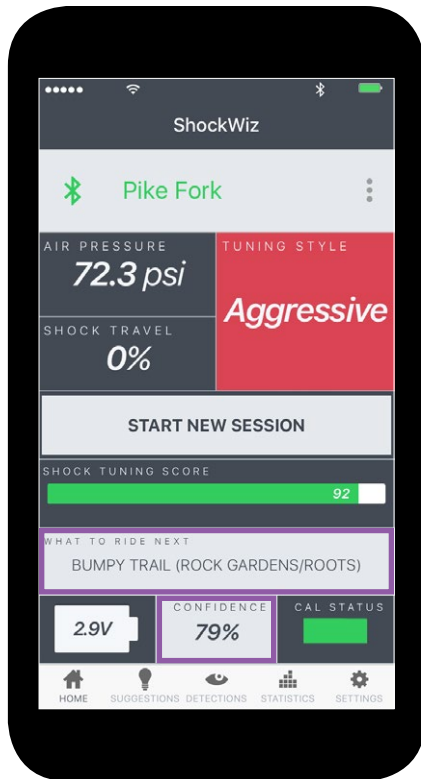 ShockWiz
Pike Fork
AIR PRESSURE
72.3 psi
TUNING STYLE
Aggressive
SHOCK TRAVEL
0%
START NEW SESSION
SHOCK TUNING SCORE
92
WHAT TO RIDE NEXT
BUMPY TRAIL (ROCK GARDENS/ROOTS)
2.9V
CONFIDENCE
79%
CAL STATUS
HOME SUGGESTIONS DETECTIONS STATISTICS SETTINGS